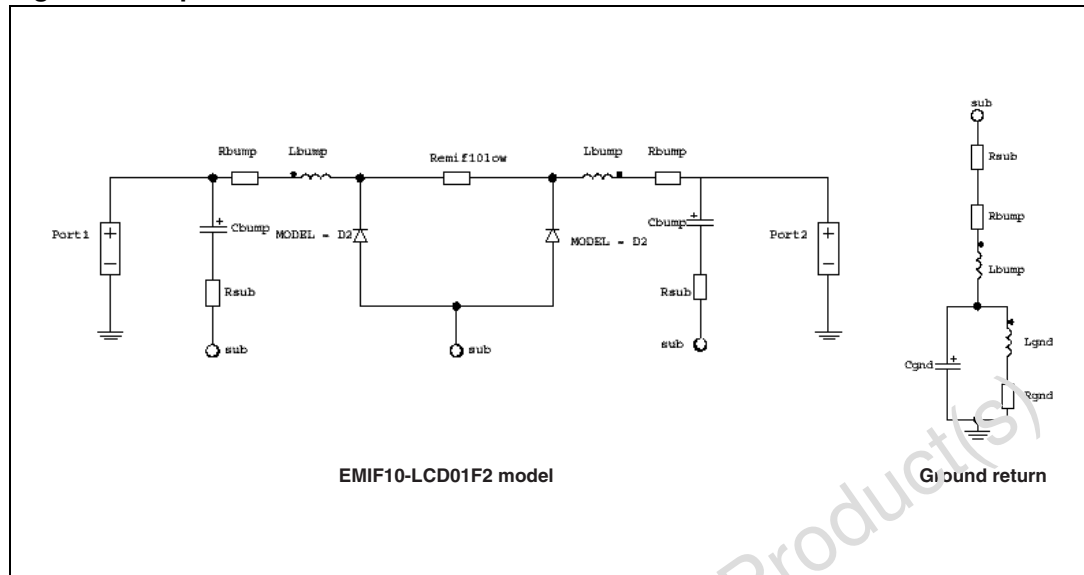 sub
Rbump Lbump Remif10low Lbump Rbump
Rsub
Rbump
Port1 + Cbump MODEL = D2 MODEL = D2 + Cbump Port2
Lbump
Rsub Rsub
sub sub sub
Lgnd
Cgnd +
Rgnd
EMIF10-LCD01F2 model
Ground return
Product(s)